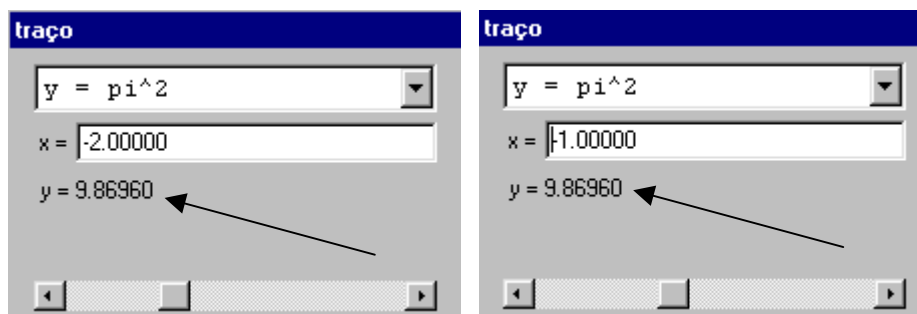 traço
y = pi^2
x = -2.00000
y = 9.86960
traço
y = pi^2
x = -1.00000
y = 9.86960